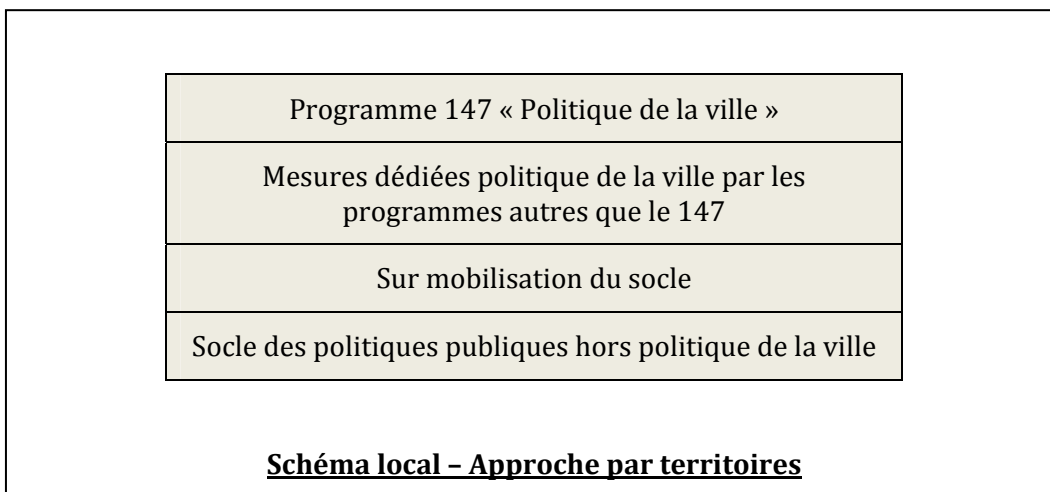 Programme 147 « Politique de la ville »
Mesures dédiées politique de la ville par les
programmes autres que le 147
Sur mobilisation du socle
Socle des politiques publiques hors politique de la ville
Schéma local – Approche par territoires